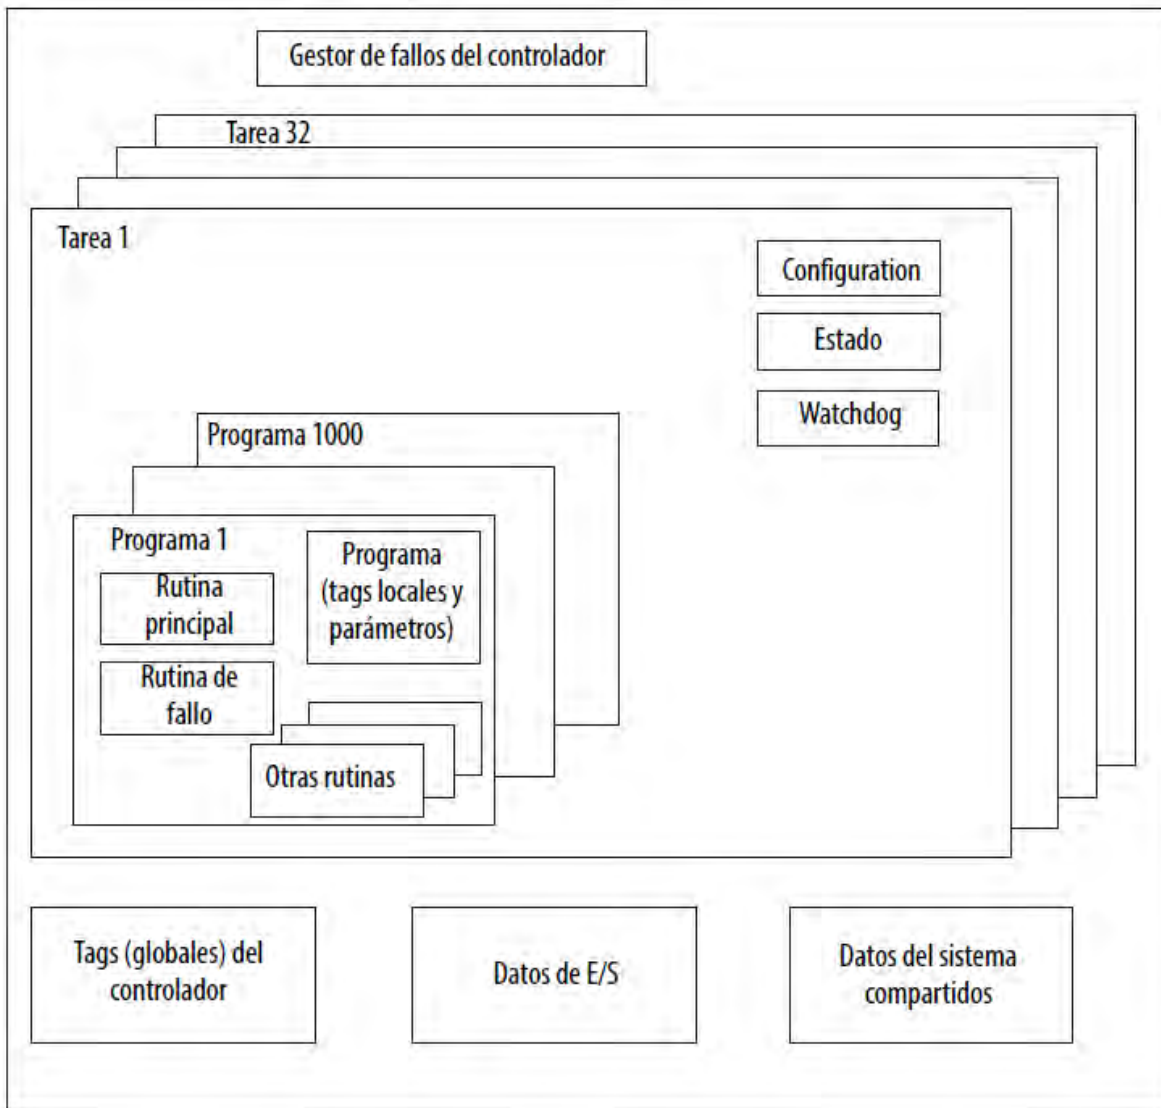 Gestor de fallos del controlador
Tarea 32
Tarea 1
Configuration
Estado
Watchdog
Programa 1000
Programa 1
Programa
(tags locales y
parámetros)
Rutina
principal
Rutina de
fallo
Otras rutinas
Tags (globales) del
controlador
Datos de E/S
Datos del sistema
compartidos